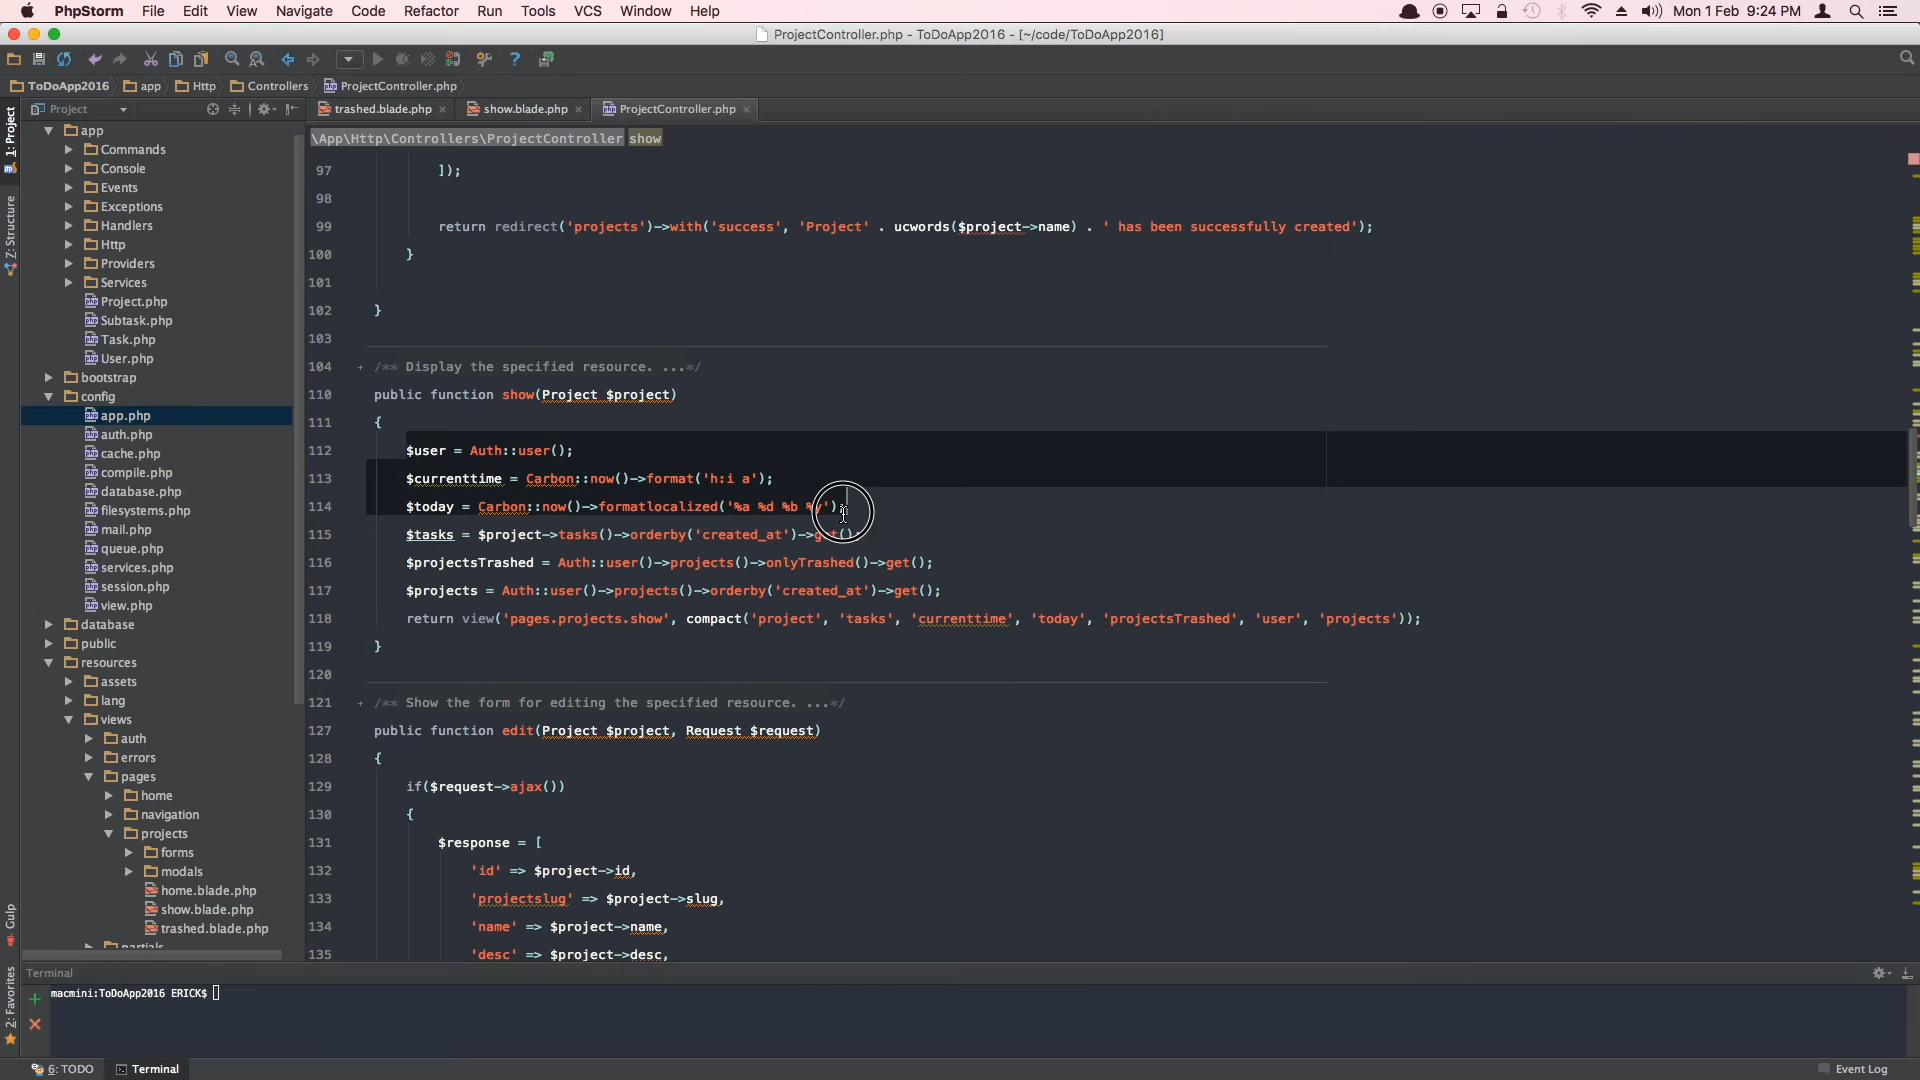 PhpStorm File Edit View Navigate Code Refactor Run Tools VCS Window Help Mon 1 Feb 9:24 PM
ProjectController.php - ToDoApp2016 - [~/code/ToDoApp2016]
ToDoApp2016 app Http Controllers ProjectController.php
Project trashed.blade.php show.blade.php ProjectController.php
1: Project
Z: Structure
Gulp
2: Favorites
app
Commands
Console
Events
Exceptions
Handlers
Http
Providers
Services
Project.php
Subtask.php
Task.php
User.php
bootstrap
config
app.php
auth.php
cache.php
compile.php
database.php
filesystems.php
mail.php
queue.php
services.php
session.php
view.php
database
public
resources
assets
lang
views
auth
errors
pages
home
navigation
projects
forms
modals
home.blade.php
show.blade.php
trashed.blade.php
partials
\App\Http\Controllers\ProjectController show
97 ]);
98
99 return redirect('projects')->with('success', 'Project' . ucwords($project->name) . ' has been successfully created');
100 }
101
102 }
103
104 + /** Display the specified resource. ...*/
110 public function show(Project $project)
111 {
112 $user = Auth::user();
113 $currenttime = Carbon::now()->format('h:i a');
114 $today = Carbon::now()->formatlocalized('%a %d %b %y');
115 $tasks = $project->tasks()->orderby('created_at')->get();
116 $projectsTrashed = Auth::user()->projects()->onlyTrashed()->get();
117 $projects = Auth::user()->projects()->orderby('created_at')->get();
118 return view('pages.projects.show', compact('project', 'tasks', 'currenttime', 'today', 'projectsTrashed', 'user', 'projects'));
119 }
120
121 + /** Show the form for editing the specified resource. ...*/
127 public function edit(Project $project, Request $request)
128 {
129 if($request->ajax())
130 {
131 $response = [
132 'id' => $project->id,
133 'projectslug' => $project->slug,
134 'name' => $project->name,
135 'desc' => $project->desc,
Terminal
macmini:ToDoApp2016 ERICK$
6: TODO Terminal Event Log